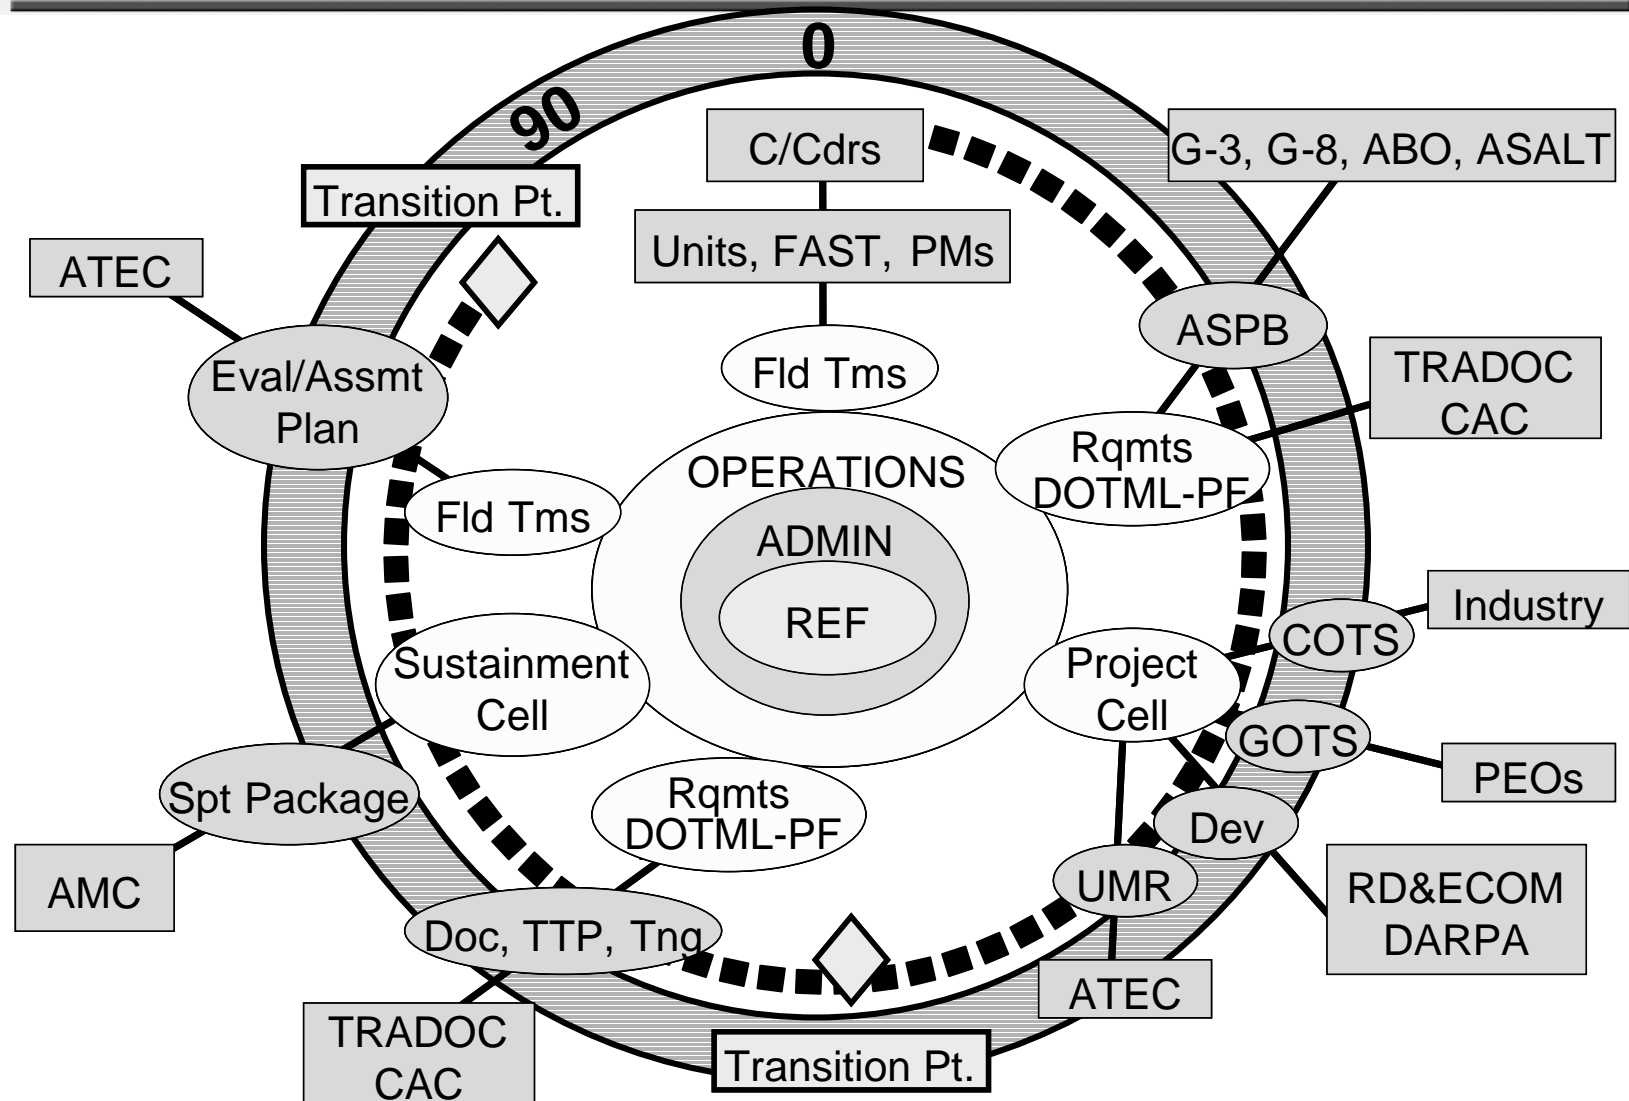 0
90
C/Cdrs
G-3, G-8, ABO, ASALT
Transition Pt.
Units, FAST, PMs
ATEC
ASPB
Fld Tms
TRADOC
CAC
Eval/Assmt
Plan
Rqmts
DOTML-PF
OPERATIONS
Fld Tms
ADMIN
REF
Industry
COTS
Sustainment
Cell
Project
Cell
GOTS
PEOs
Spt Package
Rqmts
DOTML-PF
Dev
AMC
UMR
RD&ECOM
DARPA
Doc, TTP, Tng
ATEC
TRADOC
CAC
Transition Pt.